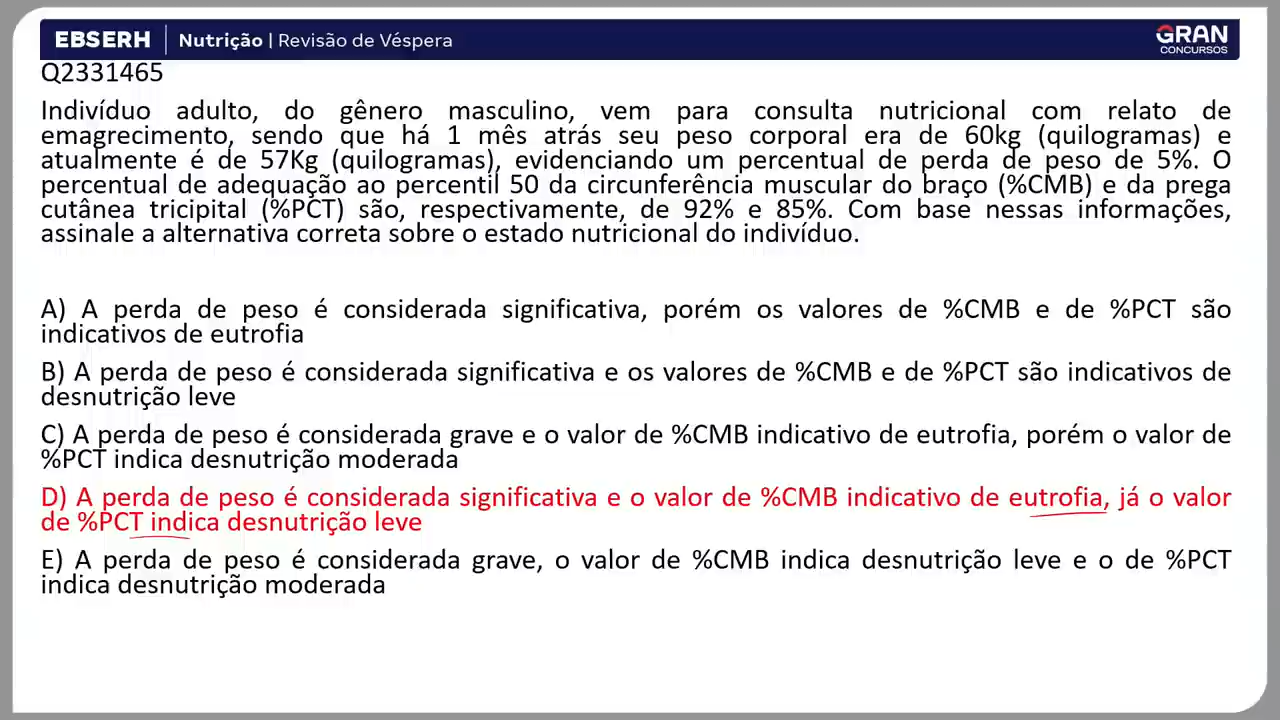 EBSERH | Nutrição | Revisão de Véspera
GRAN CONCURSOS
Q2331465
Indivíduo adulto, do gênero masculino, vem para consulta nutricional com relato de
emagrecimento, sendo que há 1 mês atrás seu peso corporal era de 60kg (quilogramas) e
atualmente é de 57Kg (quilogramas), evidenciando um percentual de perda de peso de 5%. O
percentual de adequação ao percentil 50 da circunferência muscular do braço (%CMB) e da prega
cutânea tricipital (%PCT) são, respectivamente, de 92% e 85%. Com base nessas informações,
assinale a alternativa correta sobre o estado nutricional do indivíduo.
A) A perda de peso é considerada significativa, porém os valores de %CMB e de %PCT são
indicativos de eutrofia
B) A perda de peso é considerada significativa e os valores de %CMB e de %PCT são indicativos de
desnutrição leve
C) A perda de peso é considerada grave e o valor de %CMB indicativo de eutrofia, porém o valor de
%PCT indica desnutrição moderada
D) A perda de peso é considerada significativa e o valor de %CMB indicativo de eutrofia, já o valor
de %PCT indica desnutrição leve
E) A perda de peso é considerada grave, o valor de %CMB indica desnutrição leve e o de %PCT
indica desnutrição moderada